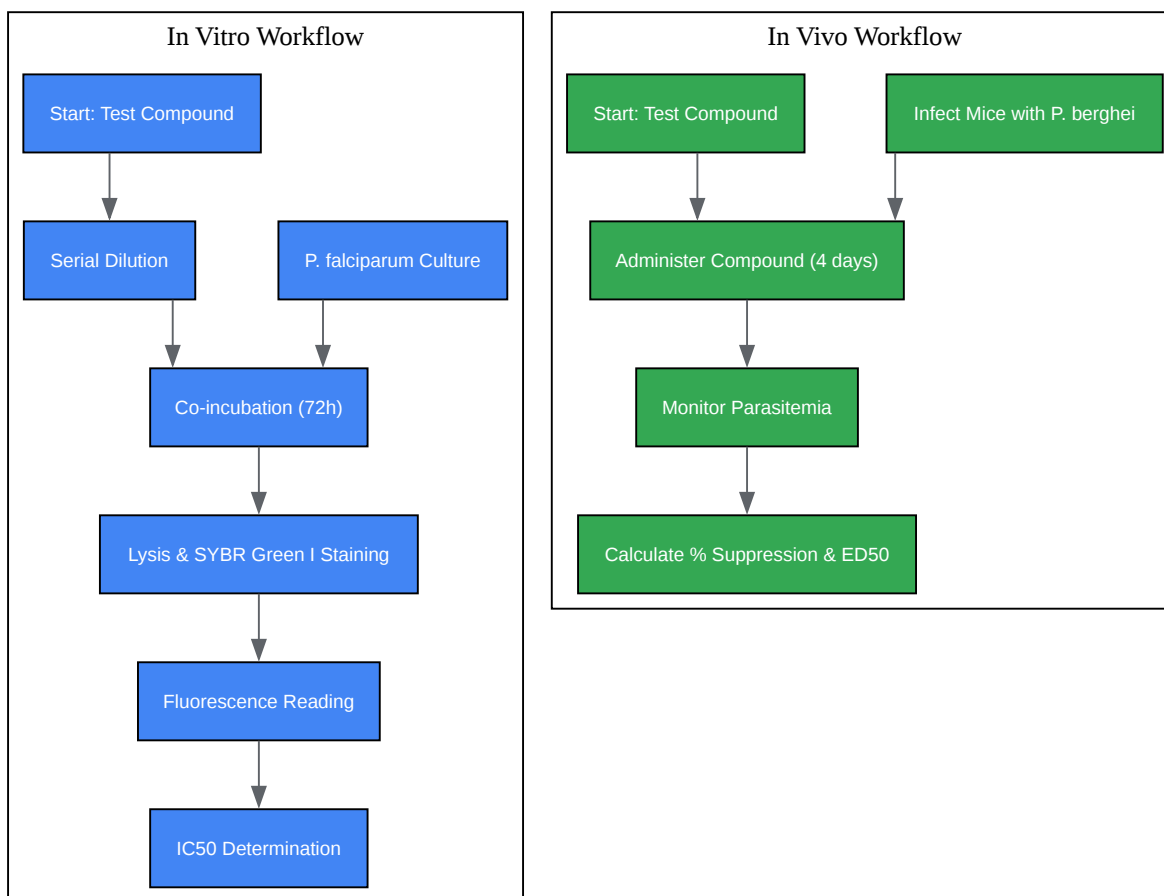 In Vitro Workflow
Start: Test Compound
Serial Dilution
P. falciparum Culture
Co-incubation (72h)
Lysis & SYBR Green I Staining
Fluorescence Reading
IC50 Determination
In Vivo Workflow
Start: Test Compound
Infect Mice with P. berghei
Administer Compound (4 days)
Monitor Parasitemia
Calculate % Suppression & ED50